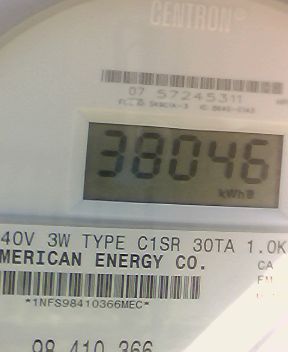 CENTRON®
07 57245311
38046
kWh
40V 3W TYPE C1SR 30TA 1.0K
MERICAN ENERGY CO.
CA
*1NFS98410366MEC*
98 410 366